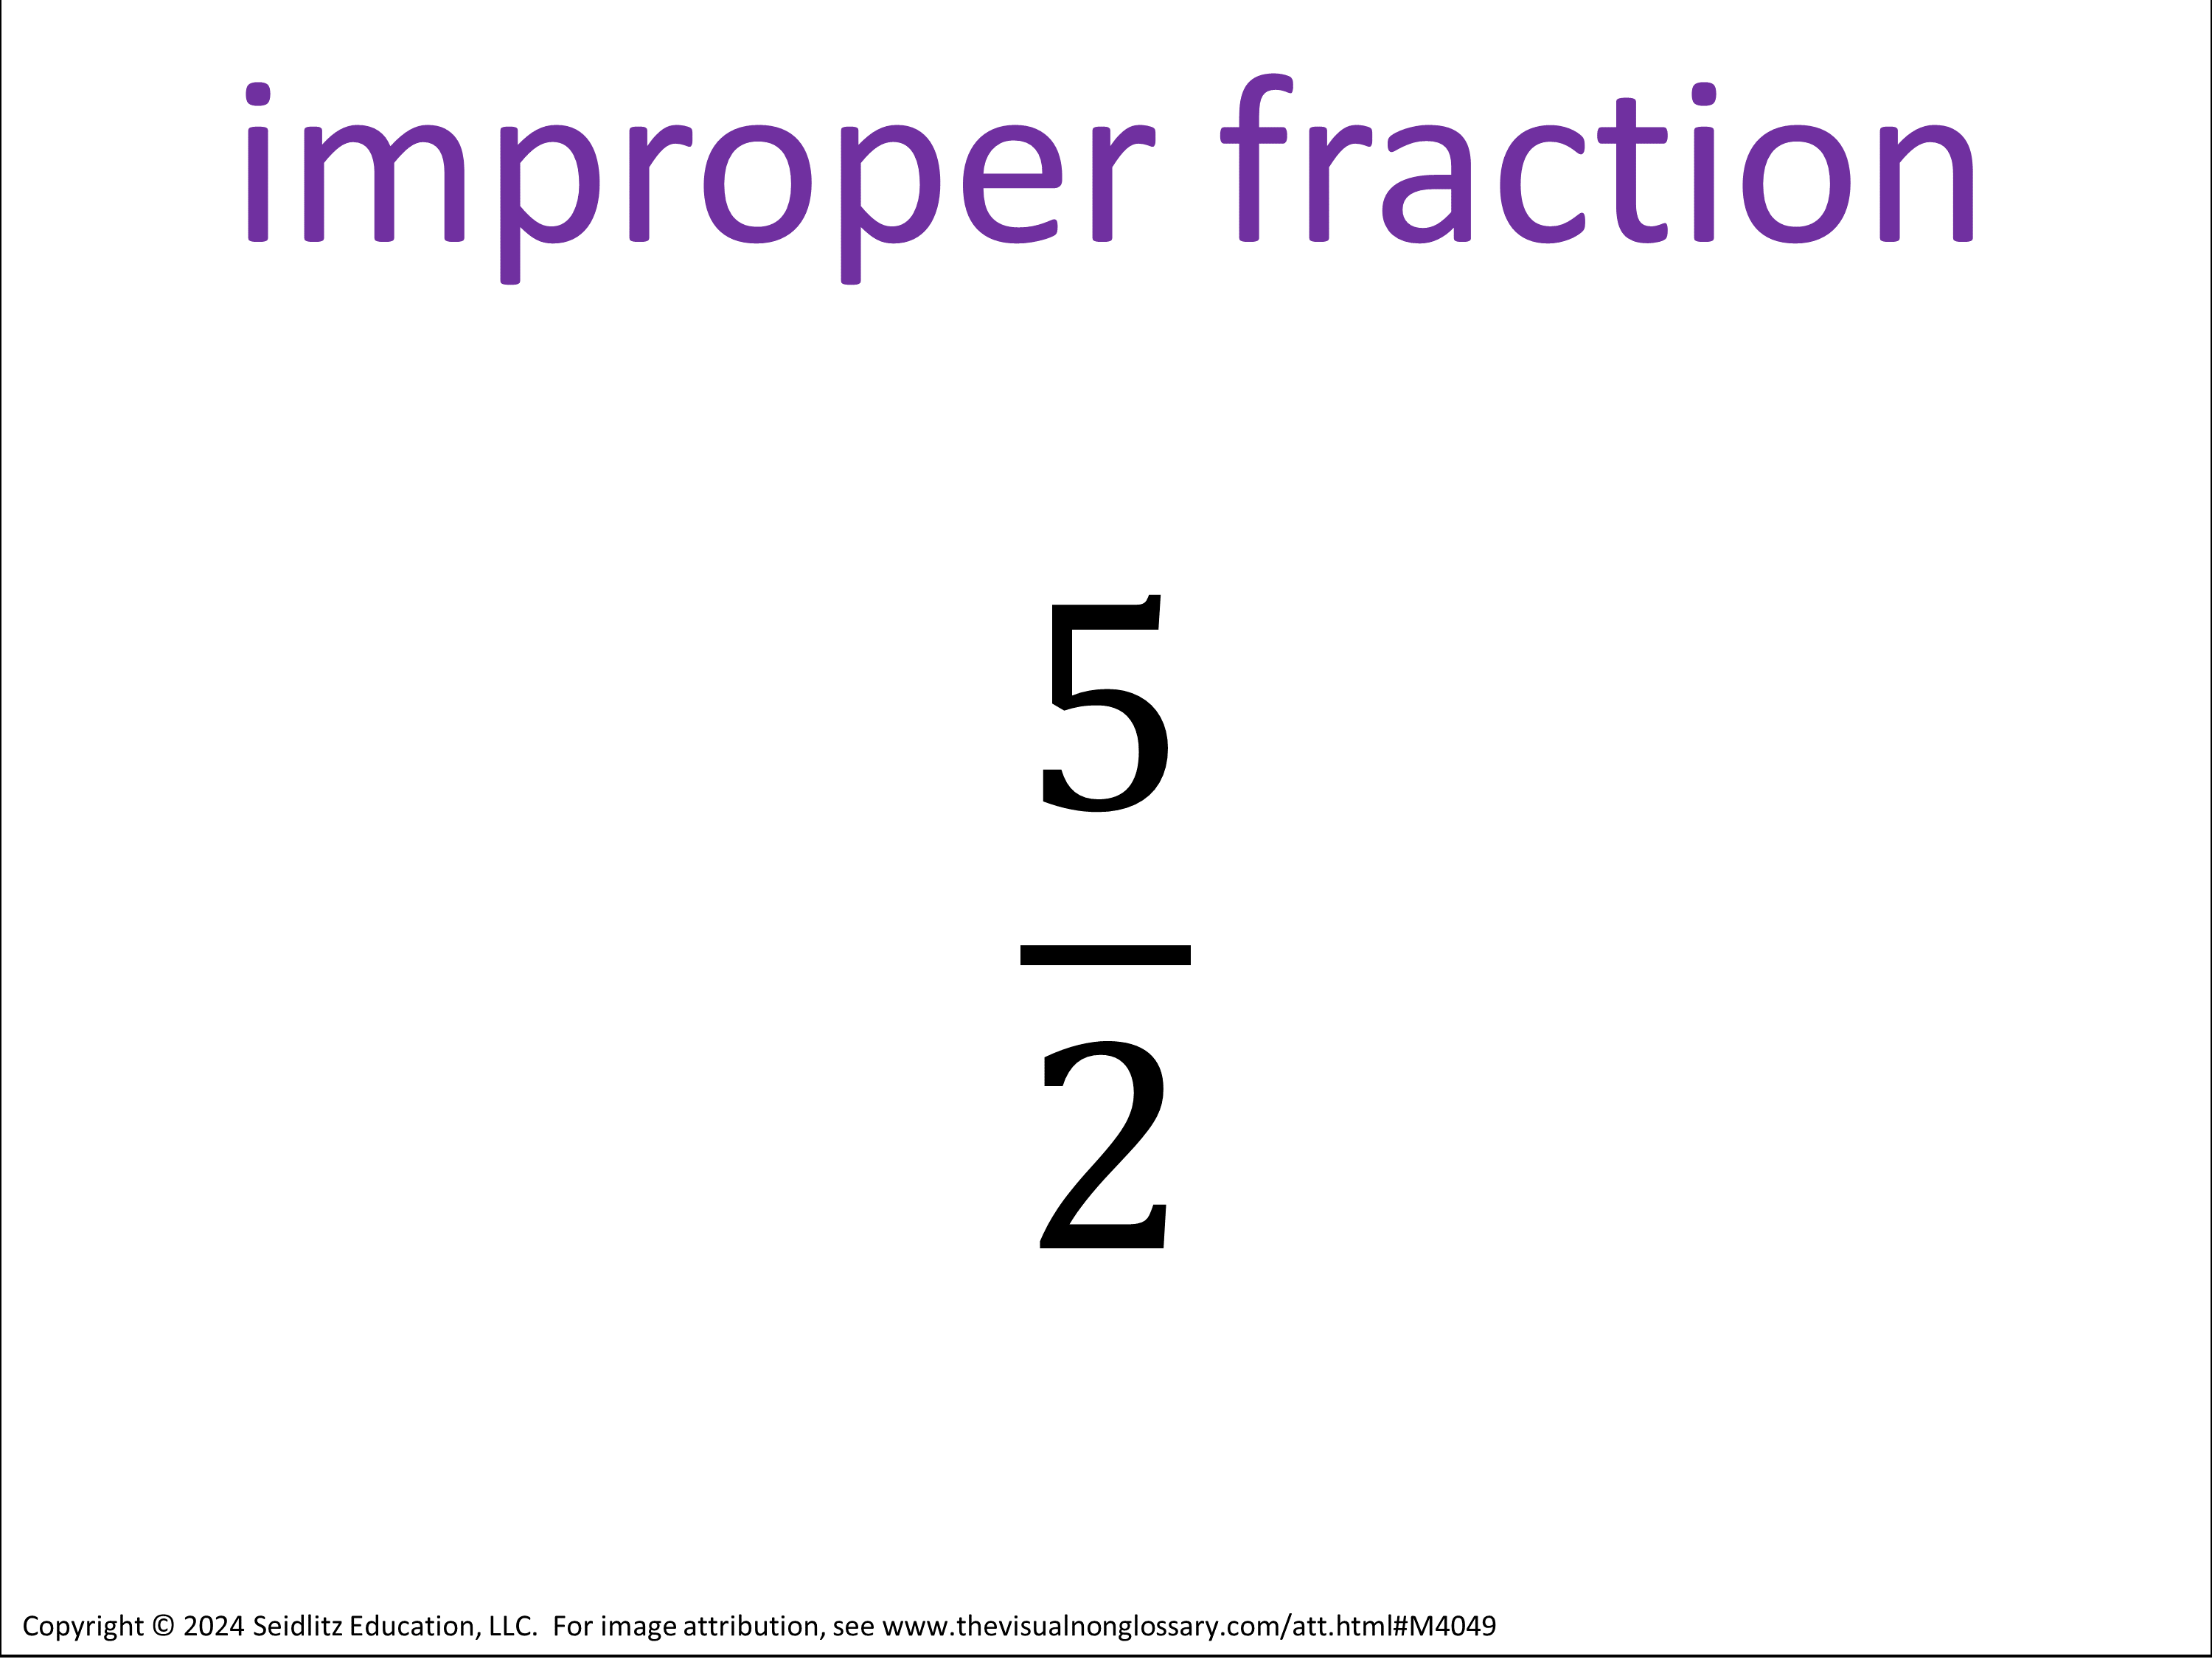 improper fraction
5
2
Copyright © 2024 Seidlitz Education, LLC.  For image attribution, see www.thevisualnonglossary.com/att.html#M4049